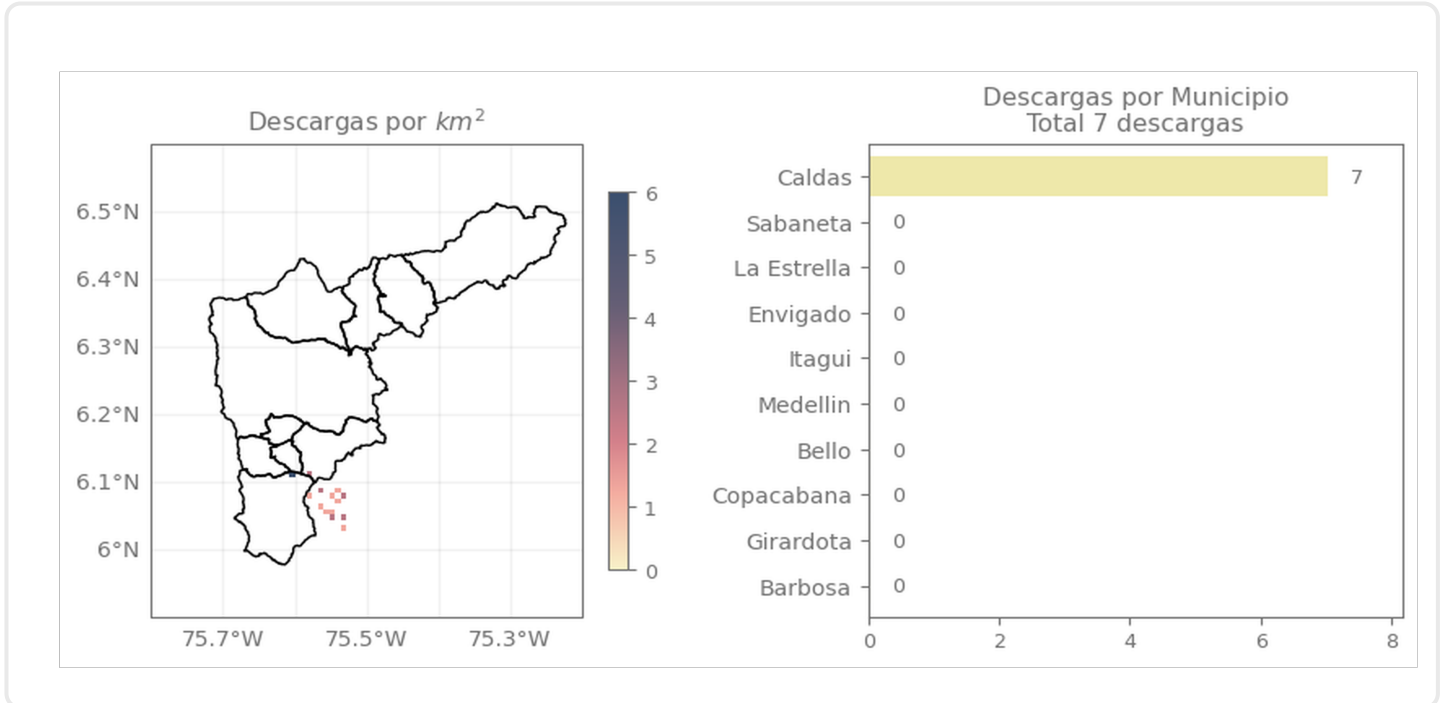 Descargas por km²
6.5°N
6.4°N
6.3°N
6.2°N
6.1°N
6°N
75.7°W 75.5°W 75.3°W
6
5
4
3
2
1
0
Descargas por Municipio
Total 7 descargas
Caldas 7
Sabaneta 0
La Estrella 0
Envigado 0
Itagui 0
Medellin 0
Bello 0
Copacabana 0
Girardota 0
Barbosa 0
0 2 4 6 8